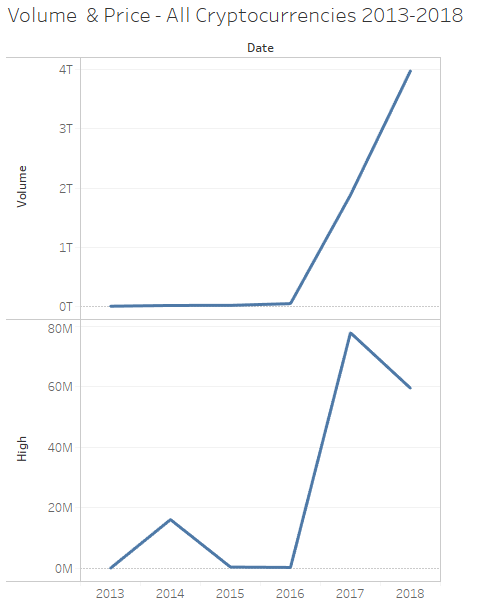 Volume & Price - All Cryptocurrencies 2013-2018
Date
Volume
4T
3T
2T
1T
0T
High
80M
60M
40M
20M
0M
2013 2014 2015 2016 2017 2018